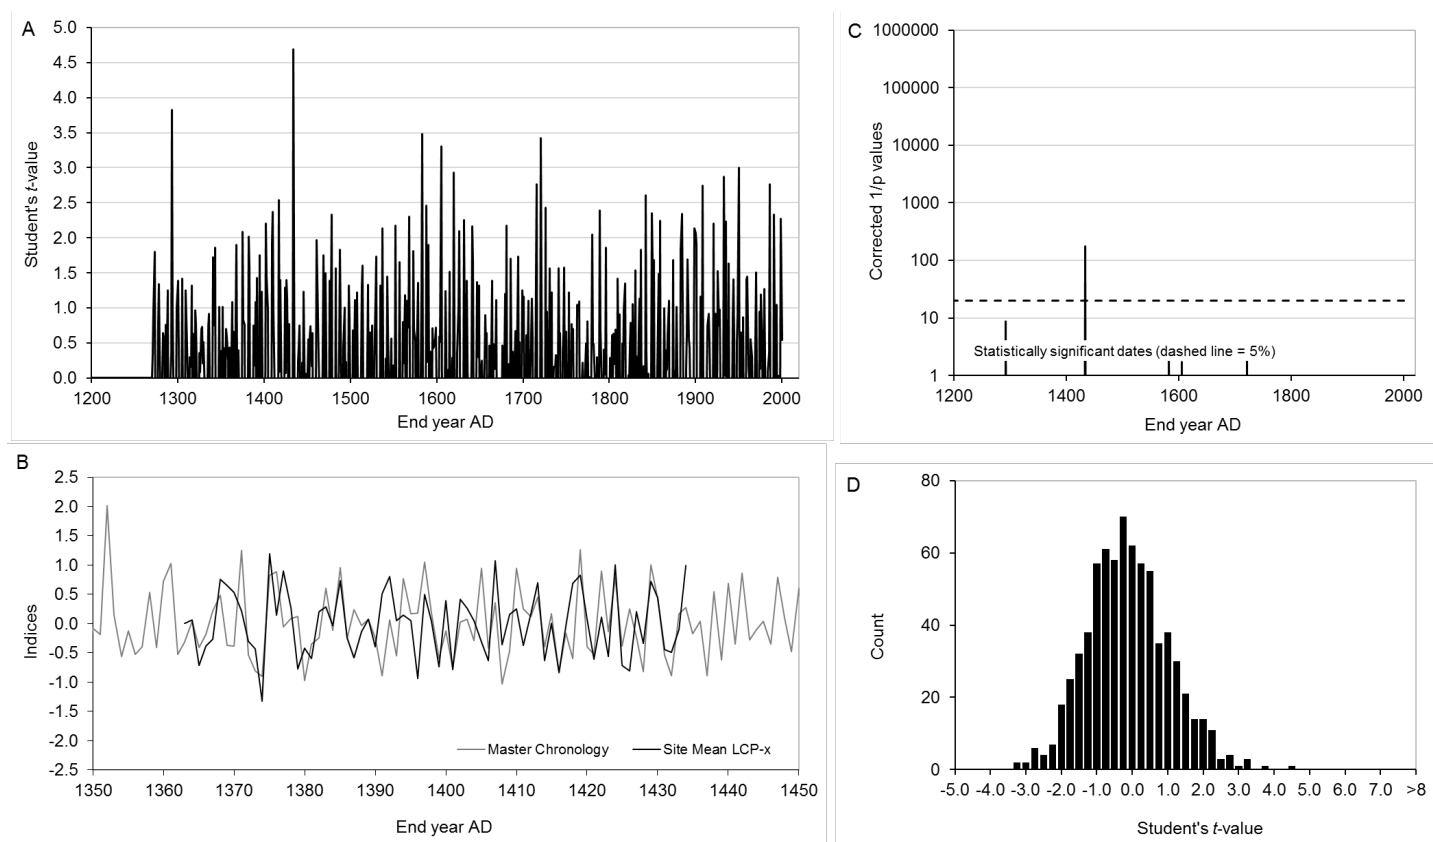 A
Student's t-value
5.0
4.5
4.0
3.5
3.0
2.5
2.0
1.5
1.0
0.5
0.0
1200 1300 1400 1500 1600 1700 1800 1900 2000
End year AD
C
Corrected 1/p values
1000000
100000
10000
1000
100
10
1
Statistically significant dates (dashed line = 5%)
1200 1400 1600 1800 2000
End year AD
B
Indices
2.5
2.0
1.5
1.0
0.5
0.0
-0.5
-1.0
-1.5
-2.0
-2.5
Master Chronology Site Mean LCP-x
1350 1360 1370 1380 1390 1400 1410 1420 1430 1440 1450
End year AD
D
Count
80
60
40
20
0
-5.0 -4.0 -3.0 -2.0 -1.0 0.0 1.0 2.0 3.0 4.0 5.0 6.0 7.0 >8
Student's t-value